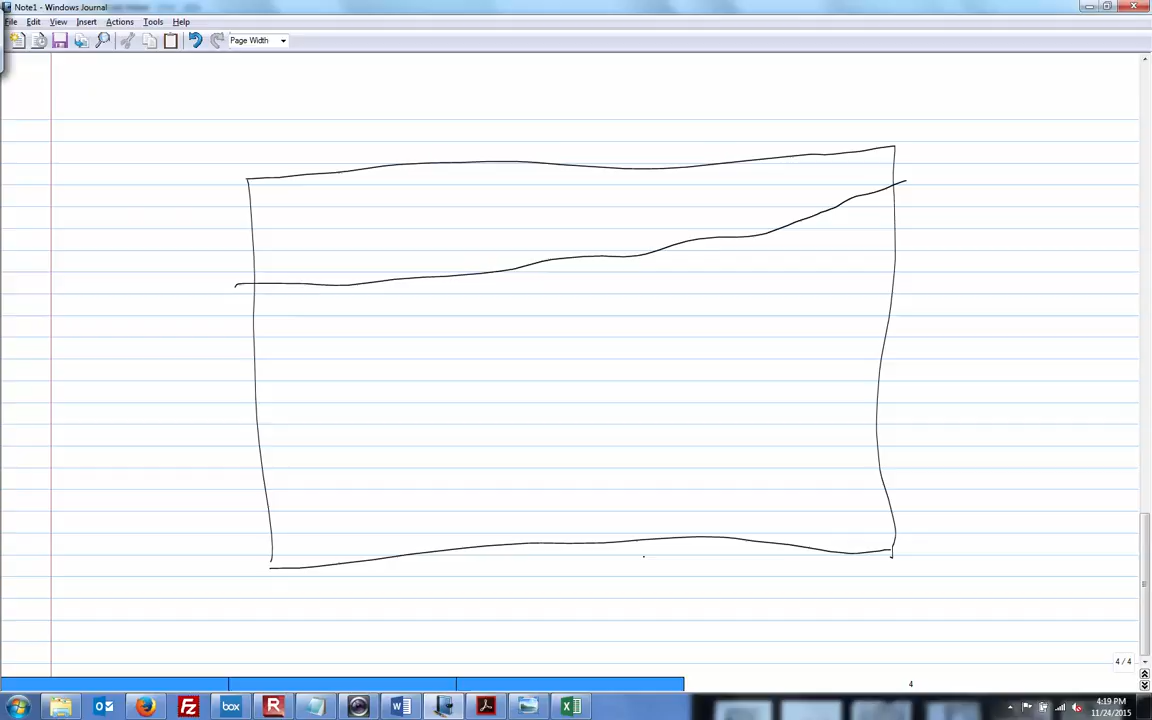 Note1 - Windows Journal
File Edit View Insert Actions Tools Help
Page Width
4 / 4
4
box
R
4:19 PM
11/24/2015